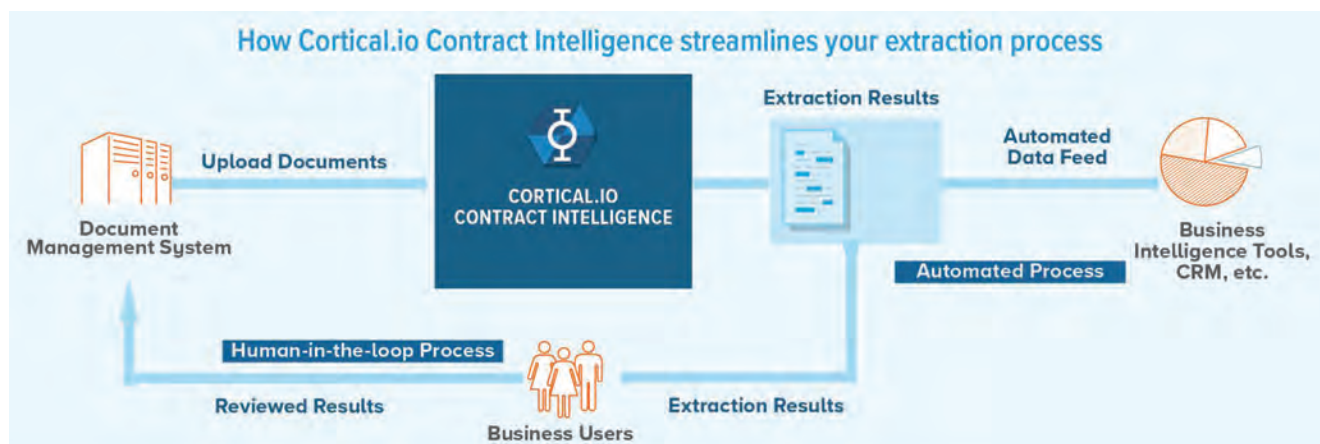 How Cortical.io Contract Intelligence streamlines your extraction process
Extraction Results
Upload Documents
Automated
Data Feed
CORTICAL.IO
CONTRACT INTELLIGENCE
Document
Management System
Business
Intelligence Tools,
CRM, etc.
Automated Process
Human-in-the-loop Process
Reviewed Results
Extraction Results
Business Users